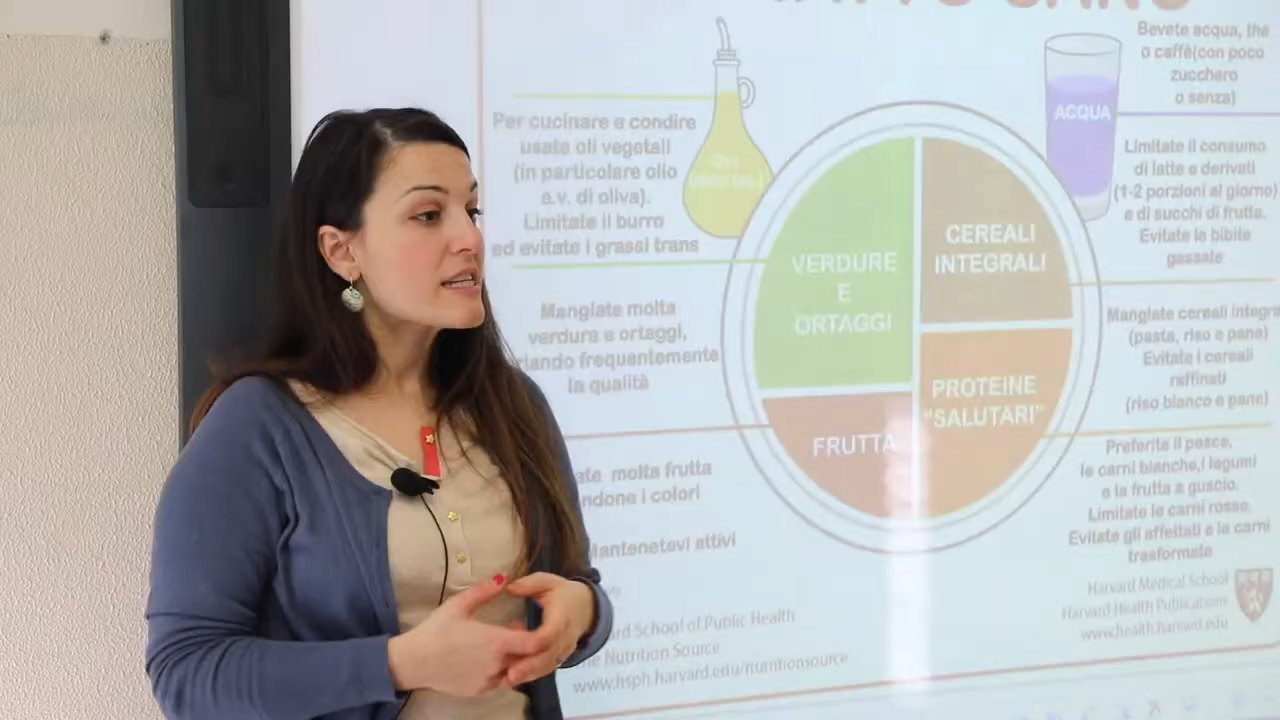 Per cucinare e condire
usate oli vegetali
(in particolare olio
e.v. di oliva).
Limitate il burro
ed evitate i grassi trans
Mangiate molta
verdura e ortaggi,
frequentemente
la qualità
molta frutta
i colori
Mantenetevi attivi
School of Public Health
Nutrition Source
www.hsph.harvard.edu/nutritionsource
VERDURE
E
ORTAGGI
FRUTTA
CEREALI
INTEGRALI
PROTEINE
"SALUTARI"
ACQUA
Bevete acqua, the
o caffè(con poco
zucchero
o senza)
Limitate il consumo
di latte e derivati
(1-2 porzioni al giorno)
e di succhi di frutta.
Evitate le bibite
gassate
Mangiate cereali
(pasta, riso e pane)
Evitate i cereali
raffinati
(riso bianco e pane)
Preferite il pesce,
le carni bianche,i legumi
e la frutta a guscio.
Limitate le carni rosse.
Evitate gli affettati e le carni
trasformate
Harvard Medical School
Harvard Health Publications
www.health.harvard.edu